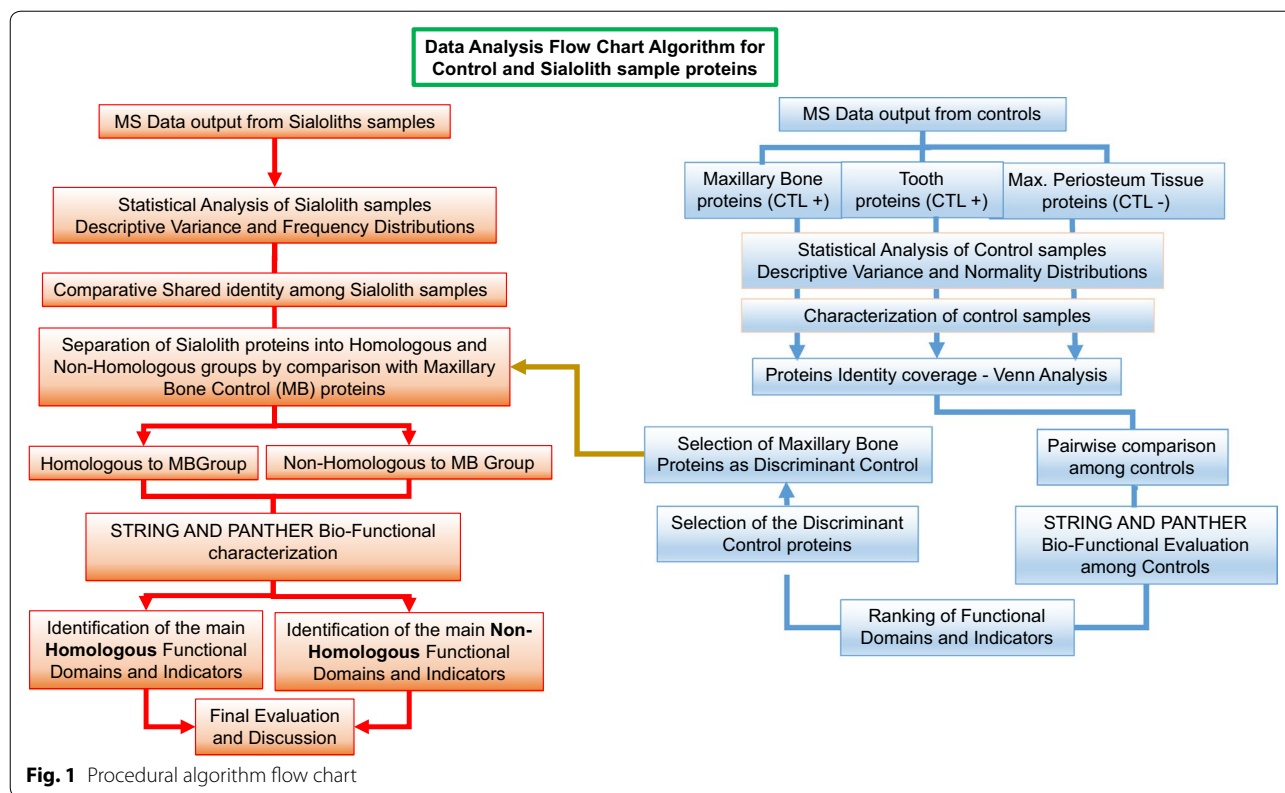 Data Analysis Flow Chart Algorithm for
Control and Sialolith sample proteins
MS Data output from Sialoliths samples
Statistical Analysis of Sialolith samples
Descriptive Variance and Frequency Distributions
Comparative Shared identity among Sialolith samples
Separation of Sialolith proteins into Homologous and
Non-Homologous groups by comparison with Maxillary
Bone Control (MB) proteins
Homologous to MBGroup
Non-Homologous to MB Group
STRING AND PANTHER Bio-Functional
characterization
Identification of the main
Homologous Functional
Domains and Indicators
Identification of the main Non-
Homologous Functional
Domains and Indicators
Final Evaluation
and Discussion
MS Data output from controls
Maxillary Bone
proteins (CTL +)
Tooth
proteins (CTL +)
Max. Periosteum Tissue
proteins (CTL -)
Statistical Analysis of Control samples
Descriptive Variance and Normality Distributions
Characterization of control samples
Proteins Identity coverage - Venn Analysis
Pairwise comparison
among controls
STRING AND PANTHER
Bio-Functional Evaluation
among Controls
Ranking of Functional
Domains and Indicators
Selection of the Discriminant
Control proteins
Selection of Maxillary Bone
Proteins as Discriminant Control
Fig. 1 Procedural algorithm flow chart